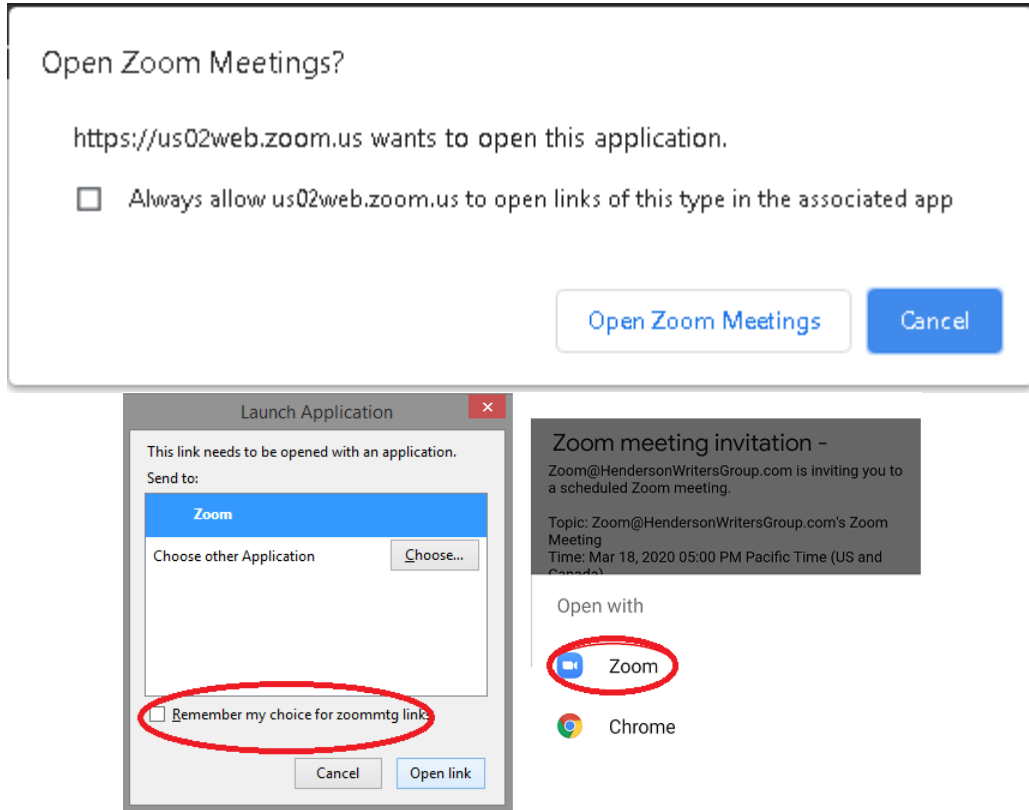 Open Zoom Meetings?
https://us02web.zoom.us wants to open this application.
Always allow us02web.zoom.us to open links of this type in the associated app
Open Zoom Meetings
Cancel
Launch Application
This link needs to be opened with an application.
Send to:
Zoom
Choose other Application
Choose...
Remember my choice for zoommtg links
Cancel
Open link
Zoom meeting invitation -
Zoom@HendersonWritersGroup.com is inviting you to
a scheduled Zoom meeting.
Topic: Zoom@HendersonWritersGroup.com's Zoom
Meeting
Time: Mar 18, 2020 05:00 PM Pacific Time (US and
Canada)
Open with
Zoom
Chrome